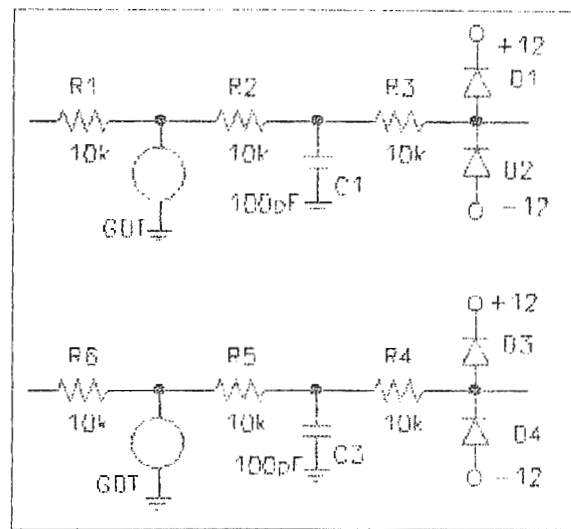 +12
R1 R2 R3 D1
10k 10k 10k
D2
100pF C1
GDT -12
+12
R6 R5 R4 D3
10k 10k 10k
D4
100pF C3
GDT -12